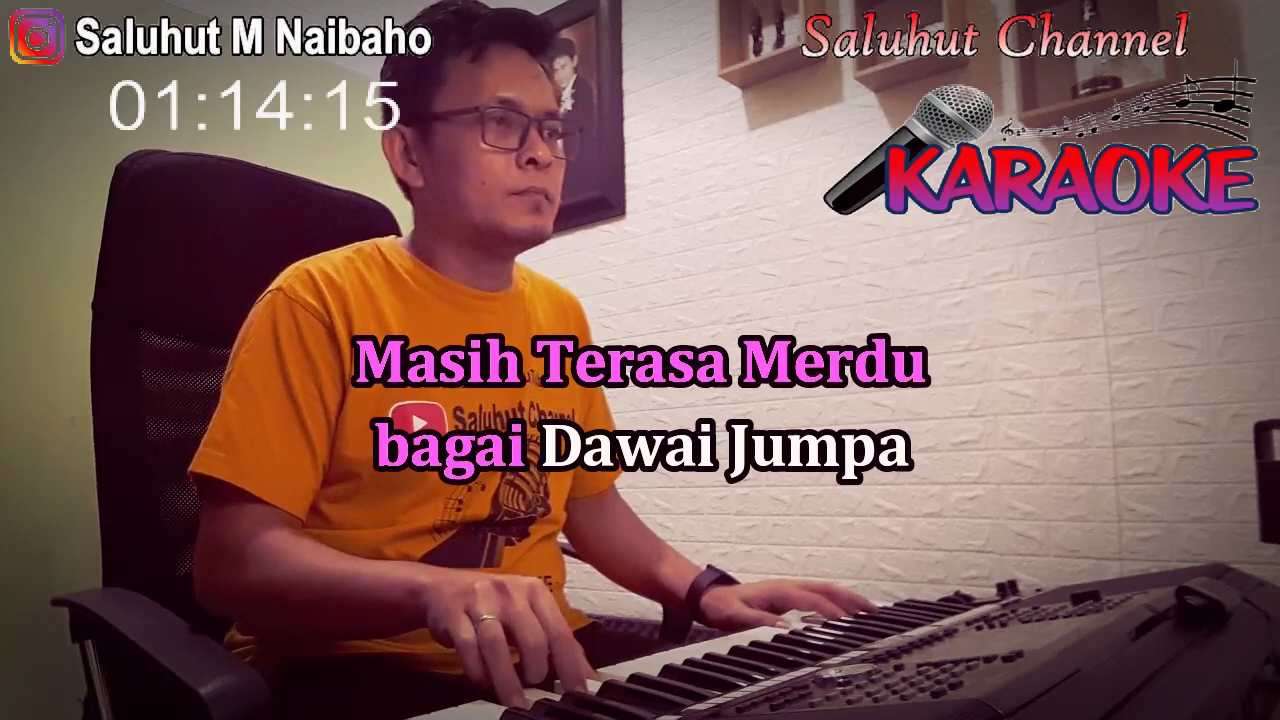 Saluhut M Naibaho
01:14:15
Saluhut Channel
KARAOKE
Masih Terasa Merdu
bagai Dawai Jumpa
Saluhut Channel